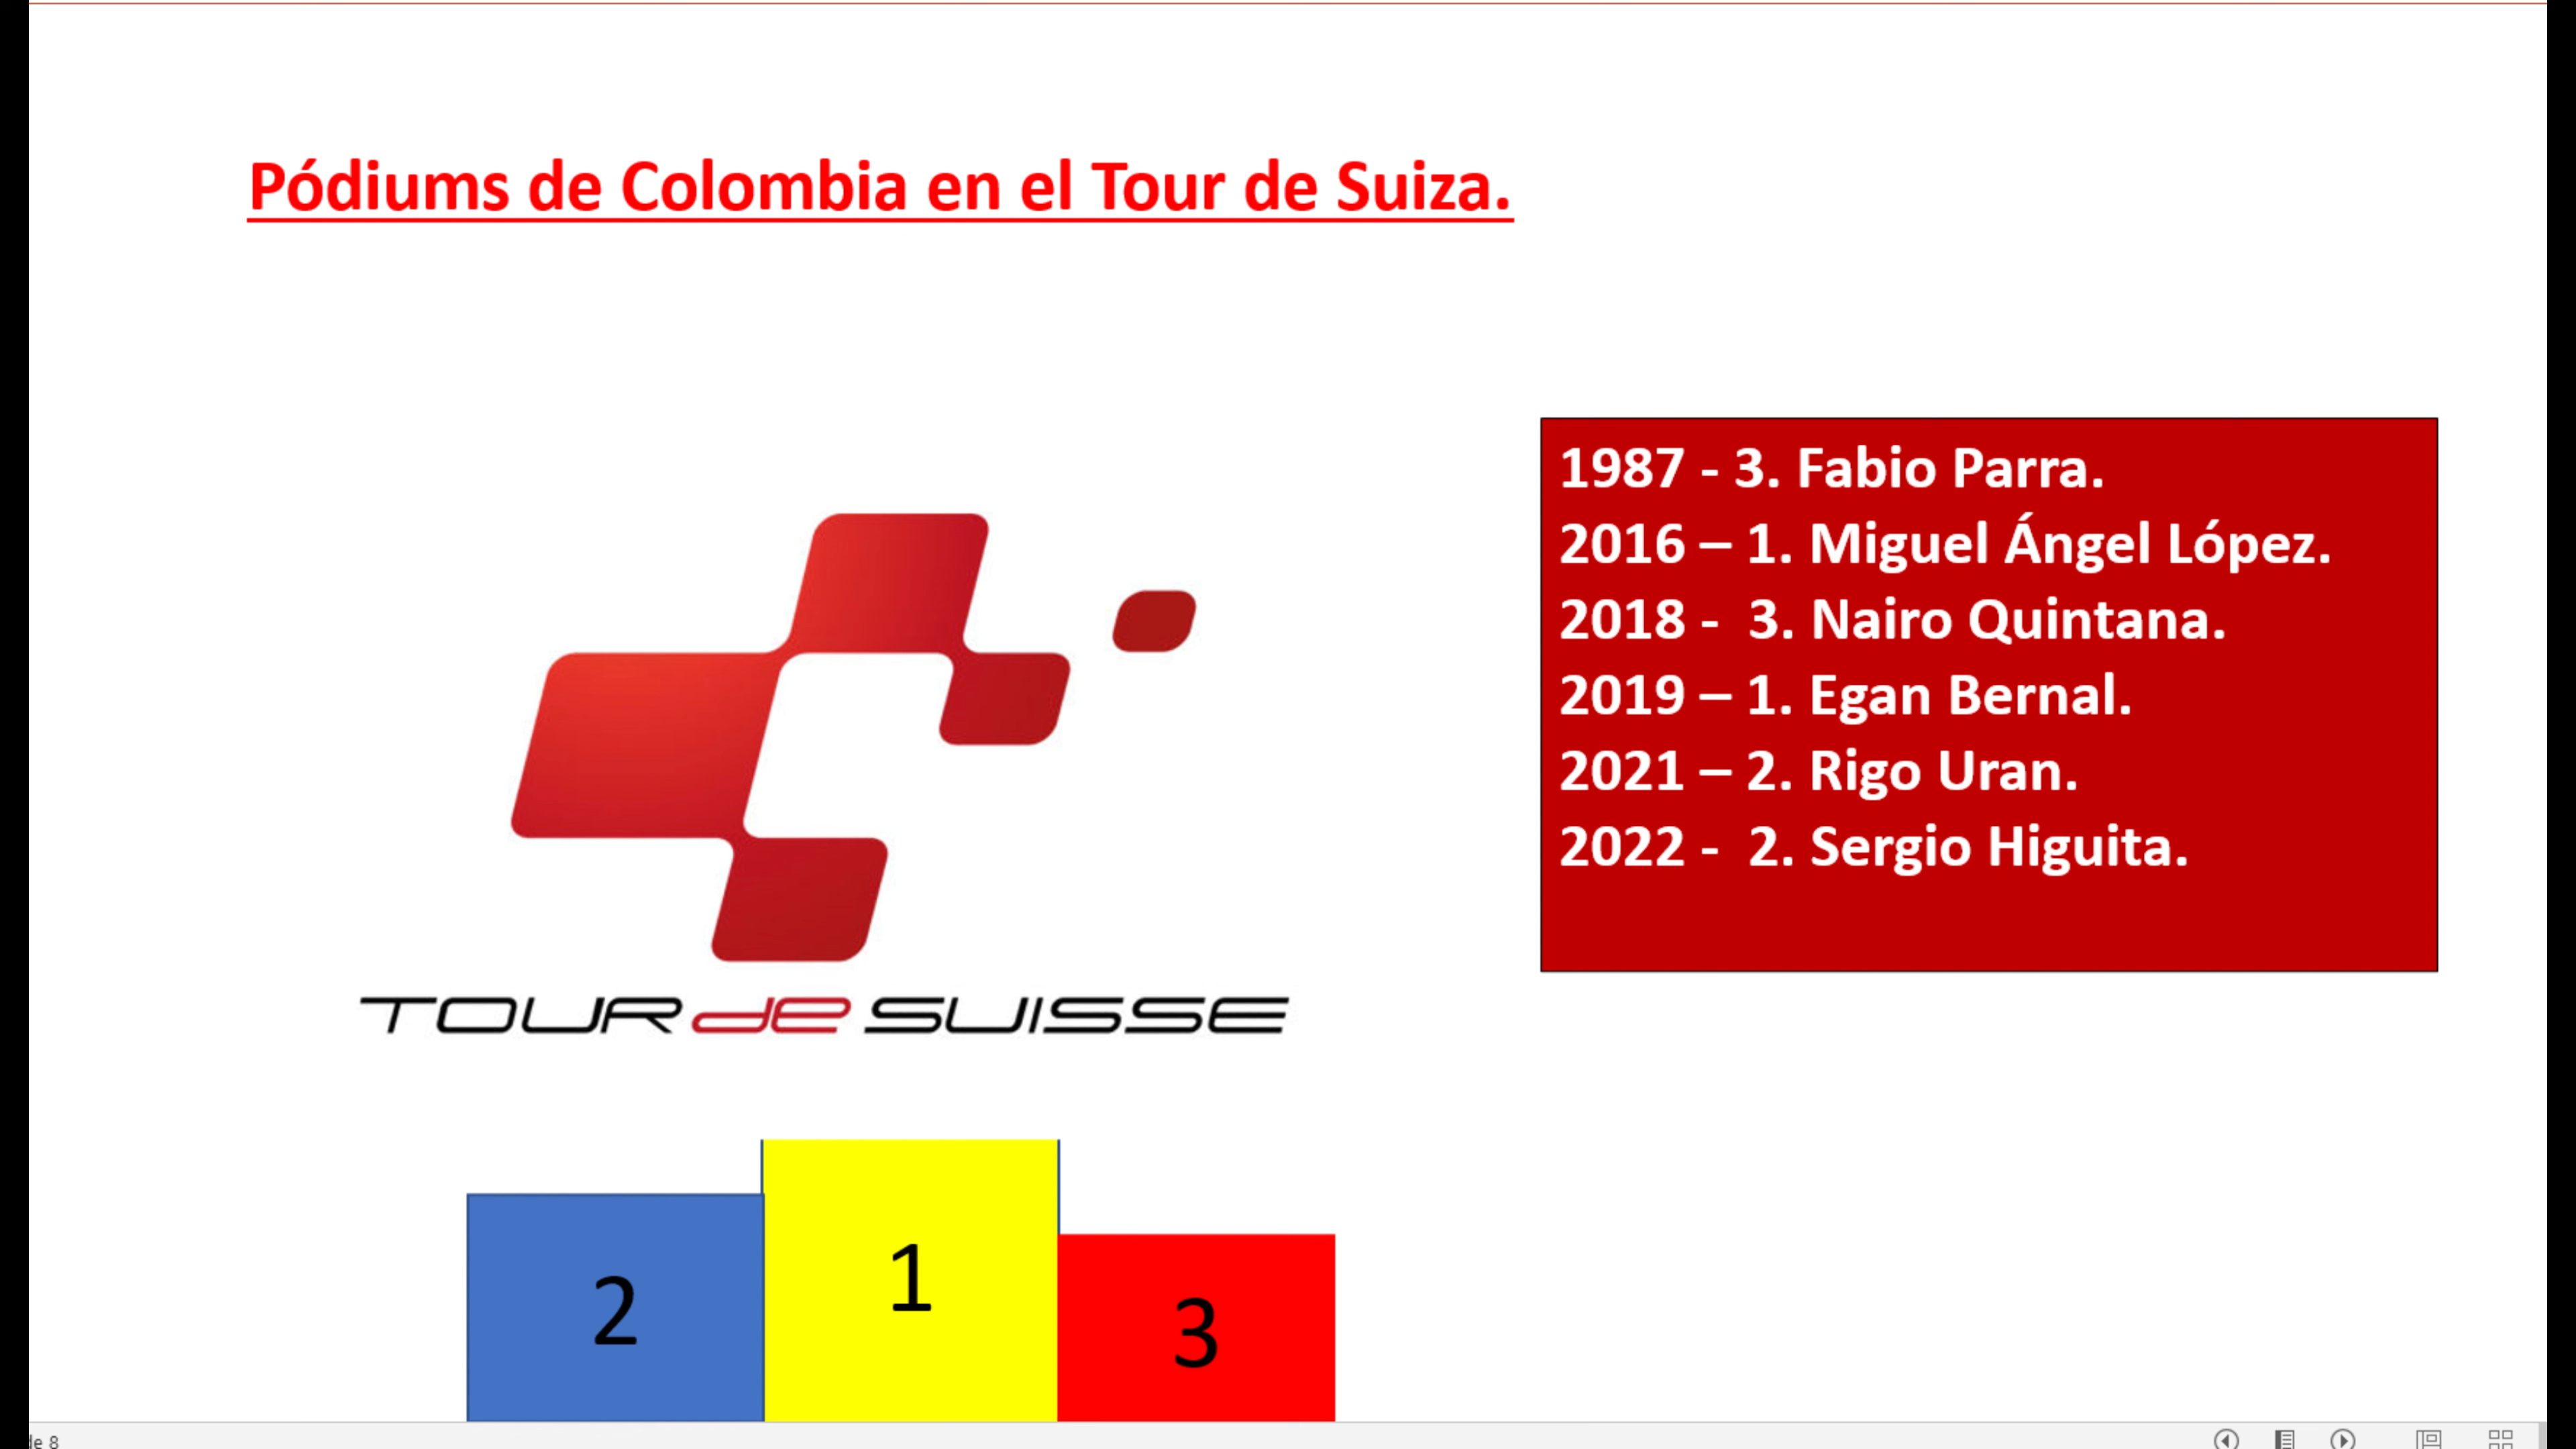 Pódiums de Colombia en el Tour de Suiza.
1987 - 3. Fabio Parra.
2016 – 1. Miguel Ángel López.
2018 -  3. Nairo Quintana.
2019 – 1. Egan Bernal.
2021 – 2. Rigo Uran.
2022 -  2. Sergio Higuita.
TOUR de SUISSE
2
1
3
de 8